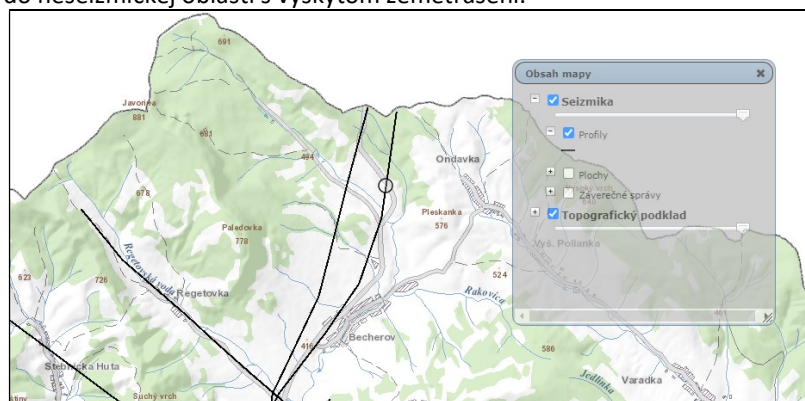 do neseizmickej oblasti s výskytom zemetrasení.
691
Obsah mapy
Seizmika
Javorina
881
681
Profily
494
Ondavka
Plochy
Záverečné správy
678
Pleskanka
576
Topografický podklad
Paledovka
778
Vyš. Polianka
Regetovská voda
623
726
524
Regetovka
Rakovica
Becherov
416
586
Stebnícka Huta
Jedlinka
Varadka
Suchý vrch